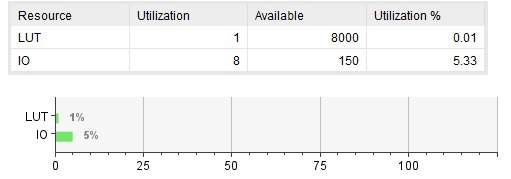 Resource Utilization Available Utilization %
LUT 1 8000 0.01
IO 8 150 5.33
LUT 1%
IO 5%
0 25 50 75 100